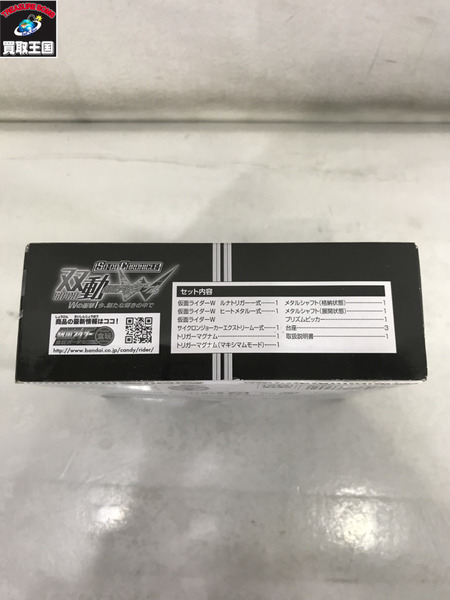 TREASURE KINGDOM
買取王国
SO-DO CHRONICLE
双動
SODO
W
Wの衝撃!今、新たな響きの中で
商品の最新情報はココ!
http://www.bandai.co.jp/candy/rider/
セット内容
仮面ライダーW ルナトリガー一式 1
仮面ライダーW ヒートメタル一式 1
仮面ライダーW
サイクロンジョーカーエクストリーム一式 1
トリガーマグナム 1
トリガーマグナム(マキシマムモード) 1
メタルシャフト(格納状態) 1
メタルシャフト(展開状態) 1
プリズムビッカー 1
台座 3
取扱説明書 1